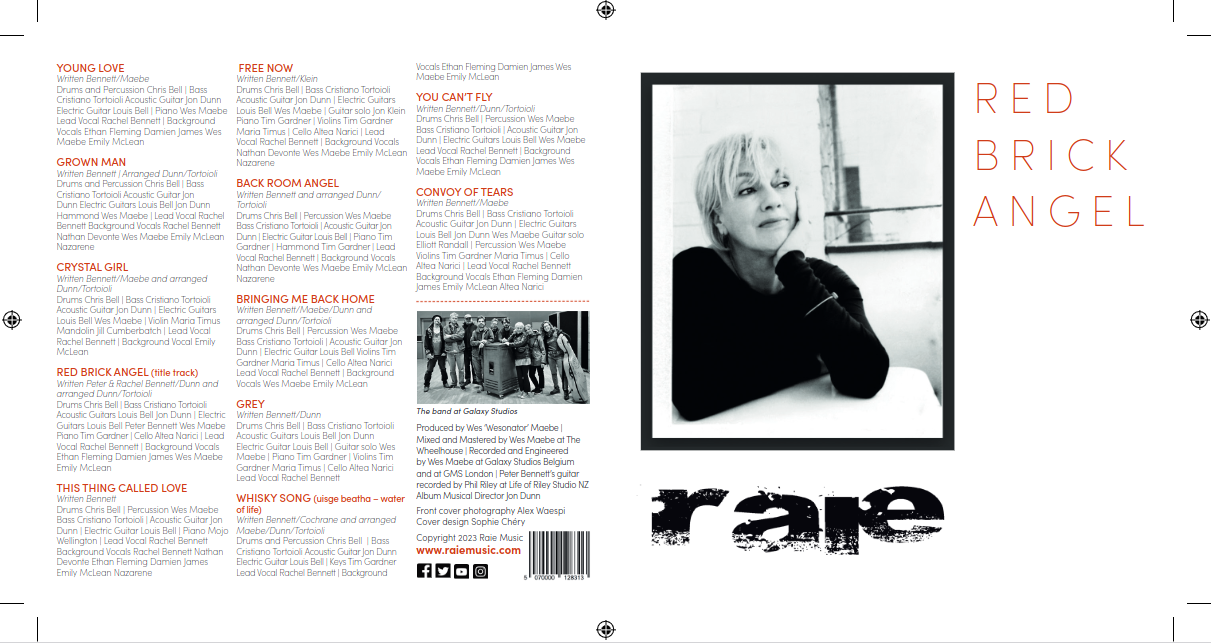 YOUNG LOVE
Written Bennett/Maebe
Drums and Percussion Chris Bell | Bass
Cristiano Tortoioli Acoustic Guitar Jon Dunn
Electric Guitar Louis Bell | Piano Wes Maebe
Lead Vocal Rachel Bennett | Background
Vocals Ethan Fleming Damien James Wes
Maebe Emily McLean
GROWN MAN
Written Bennett | Arranged Dunn/Tortoioli
Drums and Percussion Chris Bell | Bass
Cristiano Tortoioli Acoustic Guitar Jon
Dunn Electric Guitars Louis Bell Jon Dunn
Hammond Wes Maebe | Lead Vocal Rachel
Bennett Background Vocals Rachel Bennett
Nathan Devonte Wes Maebe Emily McLean
Nazarene
CRYSTAL GIRL
Written Bennett/Maebe and arranged
Dunn/Tortoioli
Drums Chris Bell | Bass Cristiano Tortoioli
Acoustic Guitar Jon Dunn | Electric Guitars
Louis Bell Wes Maebe | Violin Maria Timus
Mandolin Jill Cumberbatch | Lead Vocal
Rachel Bennett | Background Vocal Emily
McLean
RED BRICK ANGEL (title track)
Written Peter & Rachel Bennett/Dunn and
arranged Dunn/Tortoioli
Drums Chris Bell | Bass Cristiano Tortoioli
Acoustic Guitars Louis Bell Jon Dunn | Electric
Guitars Louis Bell Peter Bennett Wes Maebe
Piano Tim Gardner | Cello Altea Narici | Lead
Vocal Rachel Bennett | Background Vocals
Ethan Fleming Damien James Wes Maebe
Emily McLean
THIS THING CALLED LOVE
Written Bennett
Drums Chris Bell | Percussion Wes Maebe
Bass Cristiano Tortoioli | Acoustic Guitar Jon
Dunn | Electric Guitar Louis Bell | Piano Mojo
Wellington | Lead Vocal Rachel Bennett
Background Vocals Rachel Bennett Nathan
Devonte Ethan Fleming Damien James
Emily McLean Nazarene
FREE NOW
Written Bennett/Klein
Drums Chris Bell | Bass Cristiano Tortoioli
Acoustic Guitar Jon Dunn | Electric Guitars
Louis Bell Wes Maebe | Guitar solo Jon Klein
Piano Tim Gardner | Violins Tim Gardner
Maria Timus | Cello Altea Narici | Lead
Vocal Rachel Bennett | Background Vocals
Nathan Devonte Wes Maebe Emily McLean
Nazarene
BACK ROOM ANGEL
Written Bennett and arranged Dunn/
Tortoioli
Drums Chris Bell | Percussion Wes Maebe
Bass Cristiano Tortoioli | Acoustic Guitar Jon
Dunn | Electric Guitar Louis Bell | Piano Tim
Gardner | Hammond Tim Gardner | Lead
Vocal Rachel Bennett | Background Vocals
Nathan Devonte Wes Maebe Emily McLean
Nazarene
BRINGING ME BACK HOME
Written Bennett/Maebe/Dunn and
arranged Dunn/Tortoioli
Drums Chris Bell | Percussion Wes Maebe
Bass Cristiano Tortoioli | Acoustic Guitar Jon
Dunn | Electric Guitar Louis Bell Violins Tim
Gardner Maria Timus | Cello Altea Narici
Lead Vocal Rachel Bennett | Background
Vocals Wes Maebe Emily McLean
GREY
Written Bennett/Dunn
Drums Chris Bell | Bass Cristiano Tortoioli
Acoustic Guitars Louis Bell Jon Dunn
Electric Guitar Louis Bell | Guitar solo Wes
Maebe | Piano Tim Gardner | Violins Tim
Gardner Maria Timus | Cello Altea Narici
Lead Vocal Rachel Bennett
WHISKY SONG (uisge beatha – water
of life)
Written Bennett/Cochrane and arranged
Maebe/Dunn/Tortoioli
Drums and Percussion Chris Bell | Bass
Cristiano Tortoioli Acoustic Guitar Jon Dunn
Electric Guitar Louis Bell | Keys Tim Gardner
Lead Vocal Rachel Bennett | Background
Vocals Ethan Fleming Damien James Wes
Maebe Emily McLean
YOU CAN'T FLY
Written Bennett/Dunn/Tortoioli
Drums Chris Bell | Percussion Wes Maebe
Bass Cristiano Tortoioli | Acoustic Guitar Jon
Dunn | Electric Guitars Louis Bell Wes Maebe
Lead Vocal Rachel Bennett | Background
Vocals Ethan Fleming Damien James Wes
Maebe Emily McLean
CONVOY OF TEARS
Written Bennett/Maebe
Drums Chris Bell | Bass Cristiano Tortoioli
Acoustic Guitar Jon Dunn | Electric Guitars
Louis Bell Jon Dunn Wes Maebe Guitar solo
Elliott Randall | Percussion Wes Maebe
Violins Tim Gardner Maria Timus | Cello
Altea Narici | Lead Vocal Rachel Bennett
Background Vocals Ethan Fleming Damien
James Emily McLean Altea Narici
The band at Galaxy Studios
Produced by Wes 'Wesonator' Maebe |
Mixed and Mastered by Wes Maebe at The
Wheelhouse | Recorded and Engineered
by Wes Maebe at Galaxy Studios Belgium
and at GMS London | Peter Bennett's guitar
recorded by Phil Riley at Life of Riley Studio NZ
Album Musical Director Jon Dunn
Front cover photography Alex Waespi
Cover design Sophie Chéry
Copyright 2023 Raie Music
www.raiemusic.com
5 070000 128313
RED
BRICK
ANGEL
raie